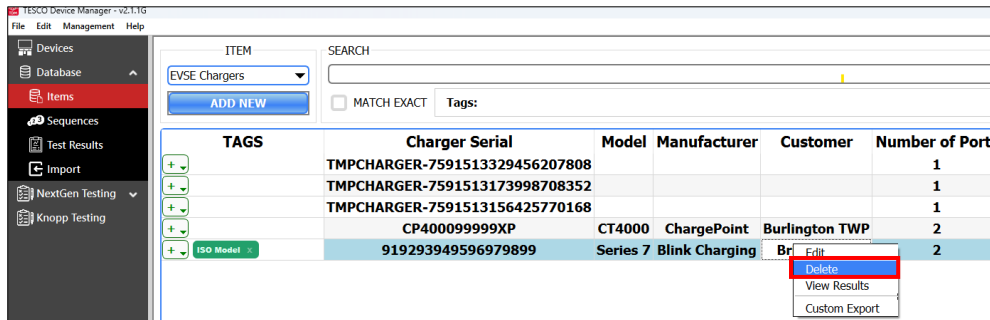 TESCO Device Manager - v2.1.1G
File Edit Management Help
Devices
Database
Items
Sequences
Test Results
Import
NextGen Testing
Knopp Testing
ITEM
EVSE Chargers
ADD NEW
SEARCH
MATCH EXACT Tags:
TAGS Charger Serial Model Manufacturer Customer Number of Port
+ TMPCHARGER-7591513329456207808 1
+ TMPCHARGER-7591513173998708352 1
+ TMPCHARGER-7591513156425770168 1
+ CP400099999XP CT4000 ChargePoint Burlington TWP 2
+ ISO Model x 919293949596979899 Series 7 Blink Charging Br 2
Edit
Delete
View Results
Custom Export